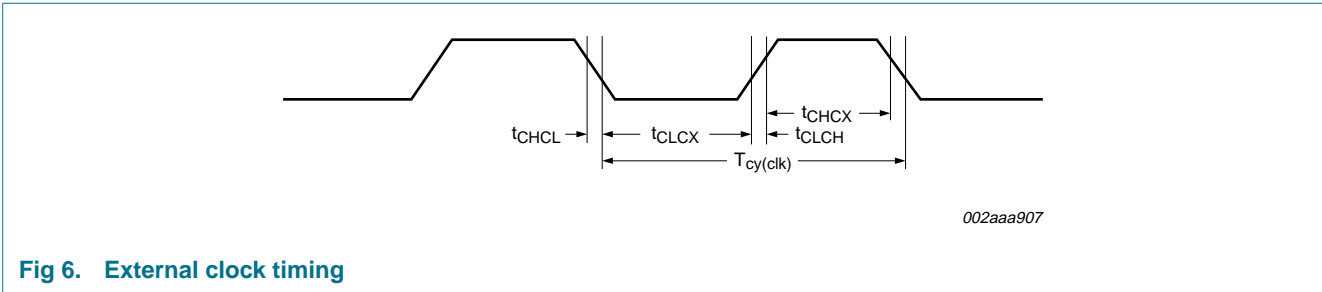 tCHCX
tCHCL tCLCX tCLCH
Tcy(clk)
002aaa907
Fig 6. External clock timing